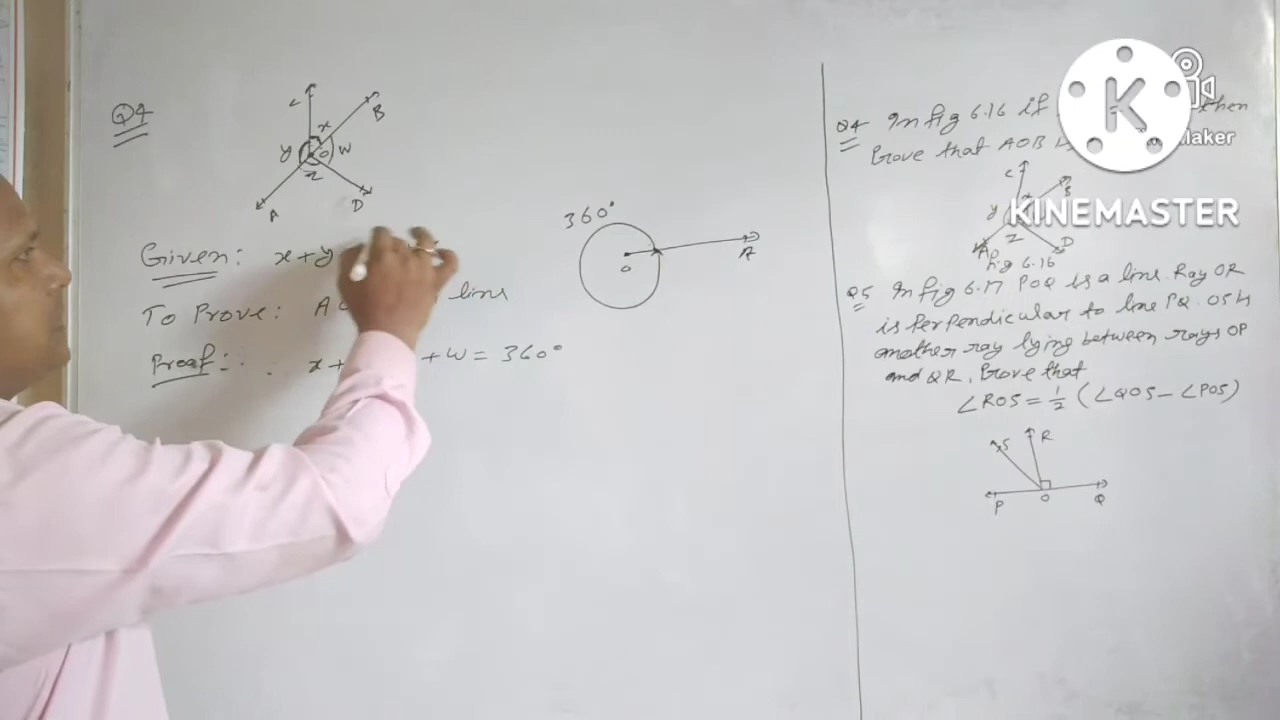 Q4
C
B
x
y
O
W
Z
A
D
Given: x+y
To Prove: A line
Proof: x+ +W = 360°
360°
O
A
Q4 In fig 6.16 if then
Prove that AOB
C
B
y
Z
A
D
fig 6.16
Q5 In fig 6.17 POQ is a line. Ray OR
is Perpendicular to line PQ. OS is
another ray lying between rays OP
and QR. Prove that
∠ROS = 1/2 (∠QOS - ∠POS)
S
R
P
O
Q
K
Maker
KINEMASTER